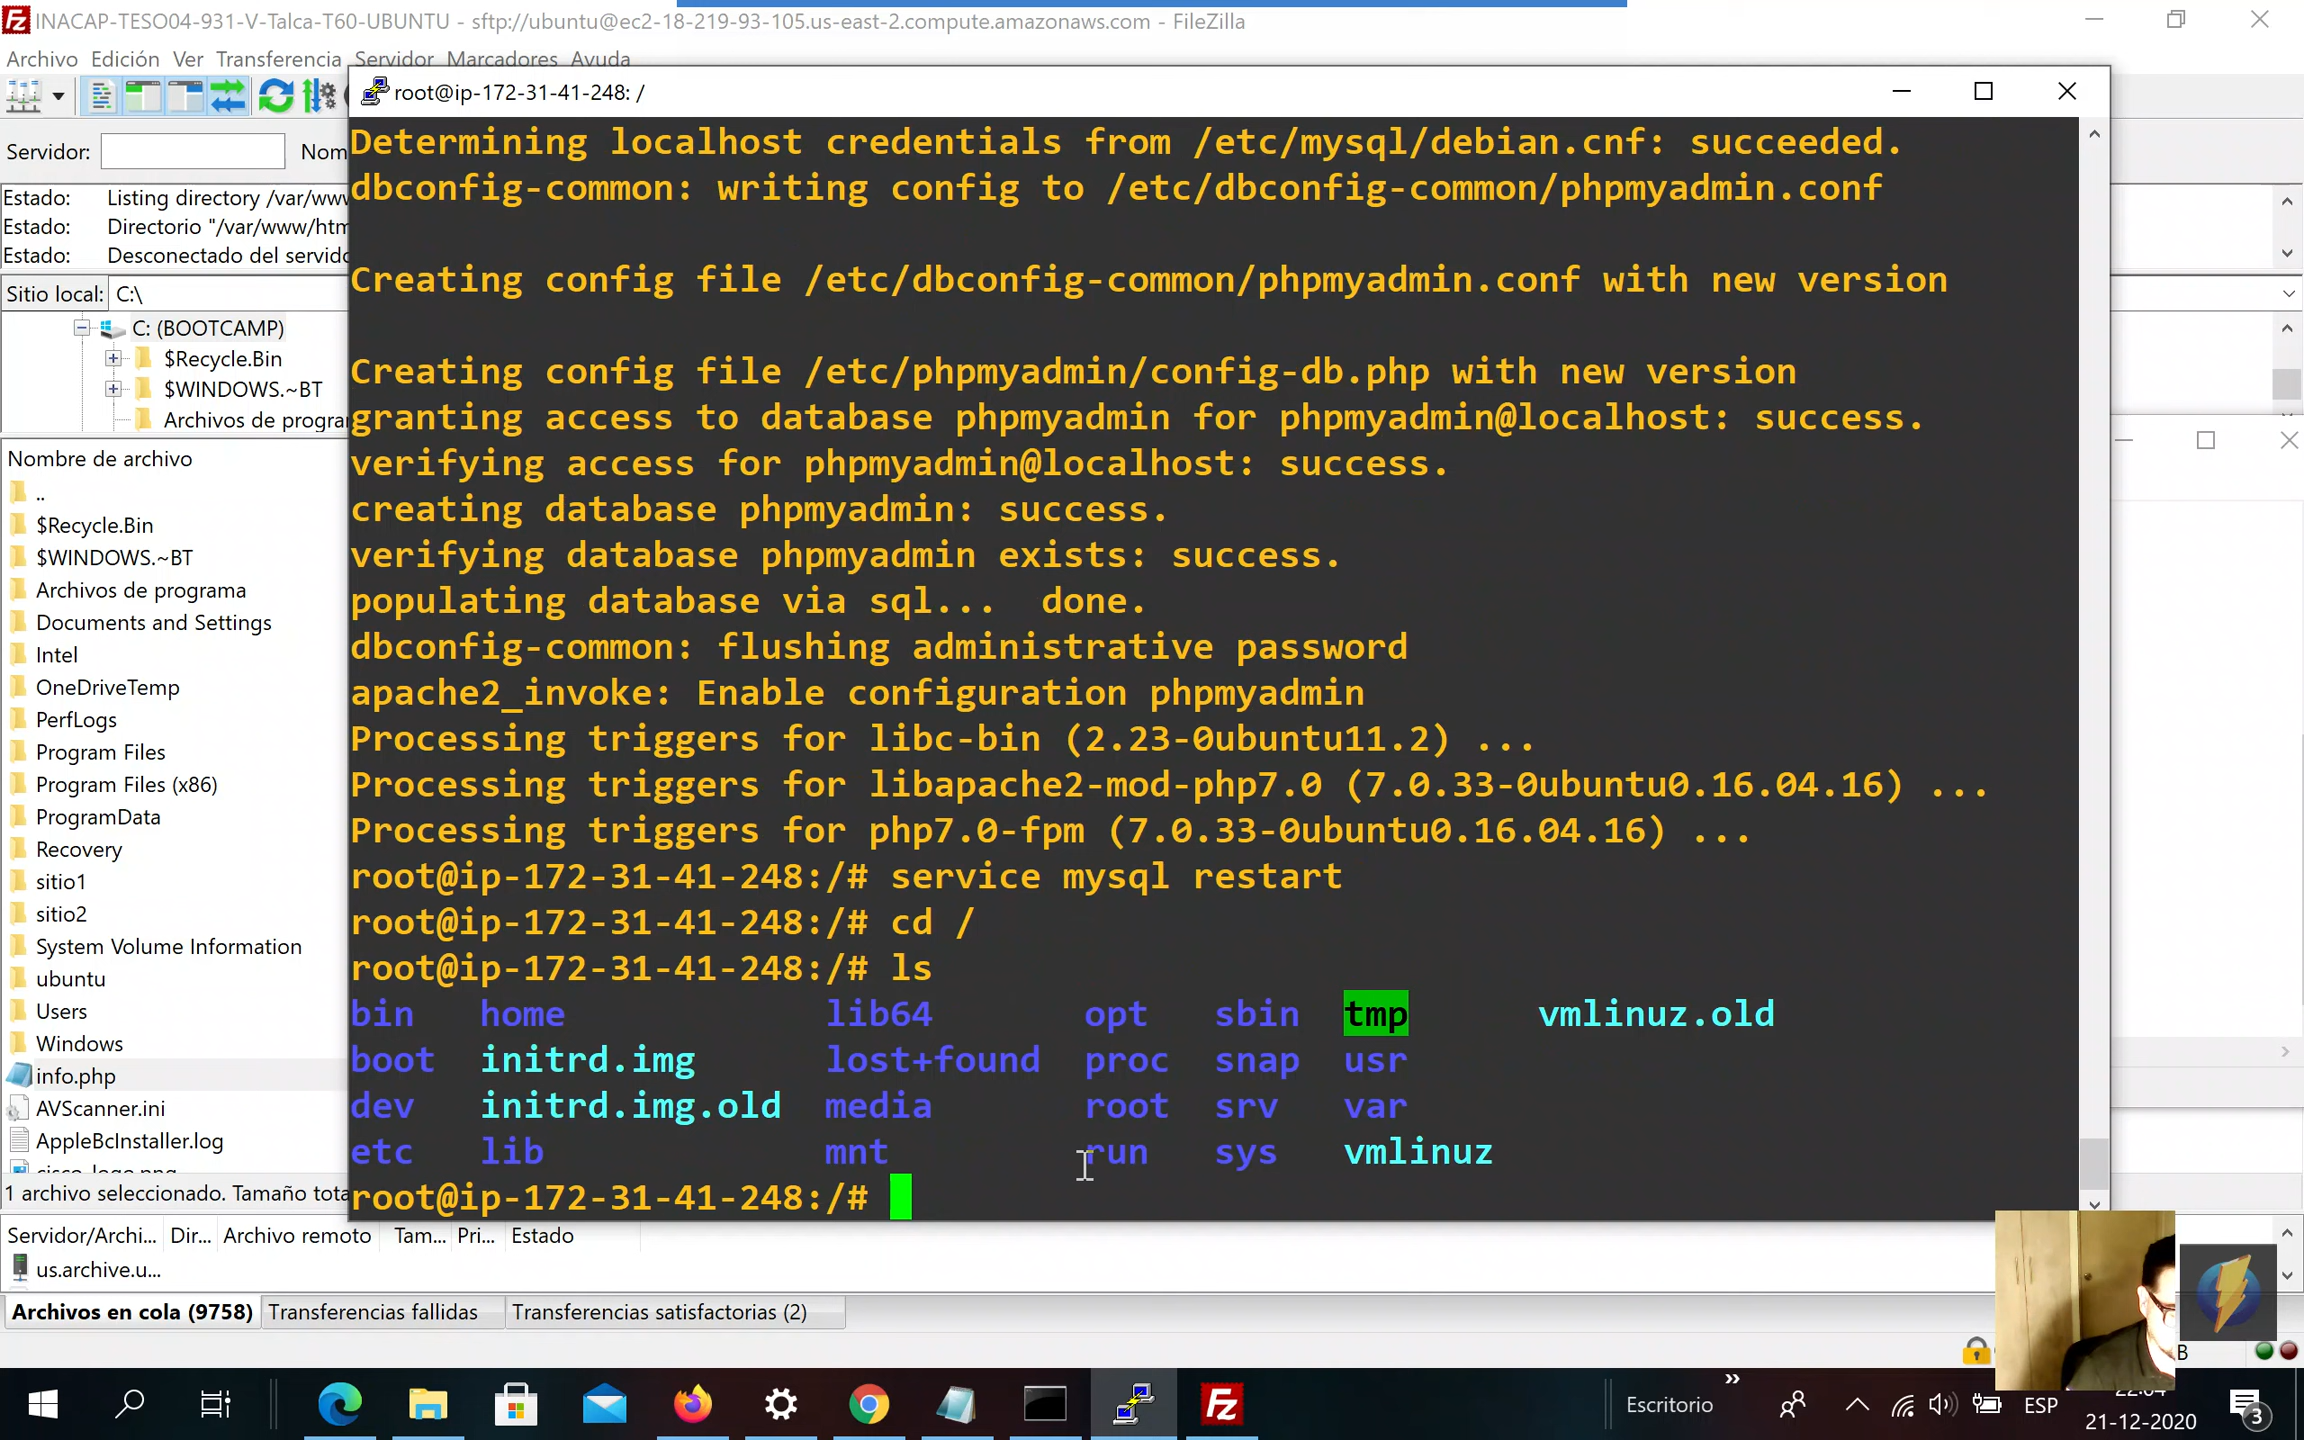 INACAP-TESO04-931-V-Talca-T60-UBUNTU - sftp://ubuntu@ec2-18-219-93-105.us-east-2.compute.amazonaws.com - FileZilla
Archivo Edición Ver Transferencia Servidor Marcadores Ayuda
root@ip-172-31-41-248: /
Servidor: Nom
Estado: Listing directory /var/www
Estado: Directorio "/var/www/htm
Estado: Desconectado del servido
Sitio local: C:\
C: (BOOTCAMP)
$Recycle.Bin
$WINDOWS.~BT
Archivos de progra
Nombre de archivo
..
$Recycle.Bin
$WINDOWS.~BT
Archivos de programa
Documents and Settings
Intel
OneDriveTemp
PerfLogs
Program Files
Program Files (x86)
ProgramData
Recovery
sitio1
sitio2
System Volume Information
ubuntu
Users
Windows
info.php
AVScanner.ini
AppleBcInstaller.log
1 archivo seleccionado. Tamaño tota
Determining localhost credentials from /etc/mysql/debian.cnf: succeeded.
dbconfig-common: writing config to /etc/dbconfig-common/phpmyadmin.conf
Creating config file /etc/dbconfig-common/phpmyadmin.conf with new version
Creating config file /etc/phpmyadmin/config-db.php with new version
granting access to database phpmyadmin for phpmyadmin@localhost: success.
verifying access for phpmyadmin@localhost: success.
creating database phpmyadmin: success.
verifying database phpmyadmin exists: success.
populating database via sql... done.
dbconfig-common: flushing administrative password
apache2_invoke: Enable configuration phpmyadmin
Processing triggers for libc-bin (2.23-0ubuntu11.2) ...
Processing triggers for libapache2-mod-php7.0 (7.0.33-0ubuntu0.16.04.16) ...
Processing triggers for php7.0-fpm (7.0.33-0ubuntu0.16.04.16) ...
root@ip-172-31-41-248:/# service mysql restart
root@ip-172-31-41-248:/# cd /
root@ip-172-31-41-248:/# ls
bin home lib64 opt sbin tmp vmlinuz.old
boot initrd.img lost+found proc snap usr
dev initrd.img.old media root srv var
etc lib mnt run sys vmlinuz
root@ip-172-31-41-248:/#
Servidor/Archi... Dir... Archivo remoto Tam... Pri... Estado
us.archive.u...
Archivos en cola (9758) Transferencias fallidas Transferencias satisfactorias (2)
B
Escritorio
ESP
21-12-2020
3